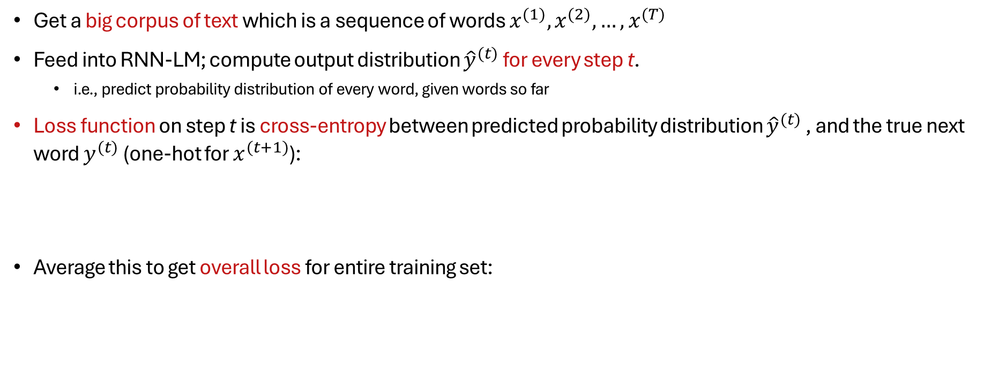 • Get a big corpus of text which is a sequence of words x^(1), x^(2), ..., x^(T)
• Feed into RNN-LM; compute output distribution ŷ^(t) for every step t.
• i.e., predict probability distribution of every word, given words so far
• Loss function on step t is cross-entropy between predicted probability distribution ŷ^(t) , and the true next
word y^(t) (one-hot for x^(t+1)):
• Average this to get overall loss for entire training set: